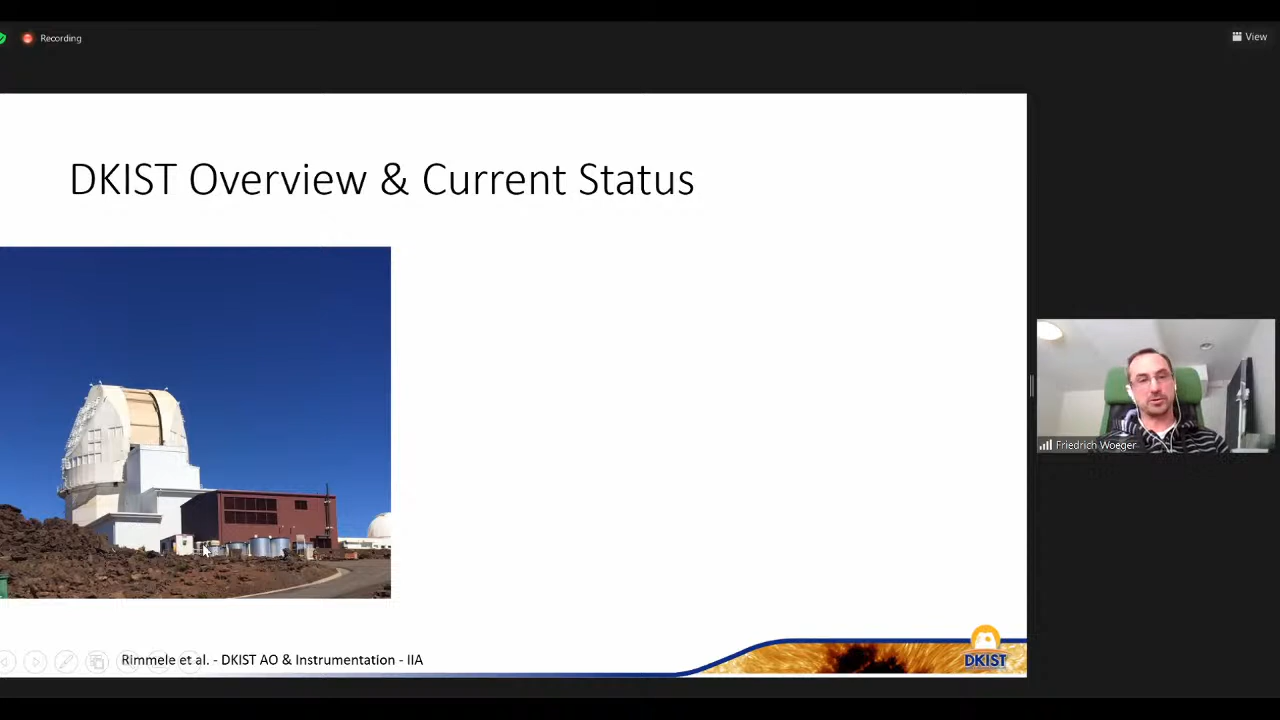 Recording
View
DKIST Overview & Current Status
Friedrich Woeger
Rimmele et al. - DKIST AO & Instrumentation - IIA
DKIST